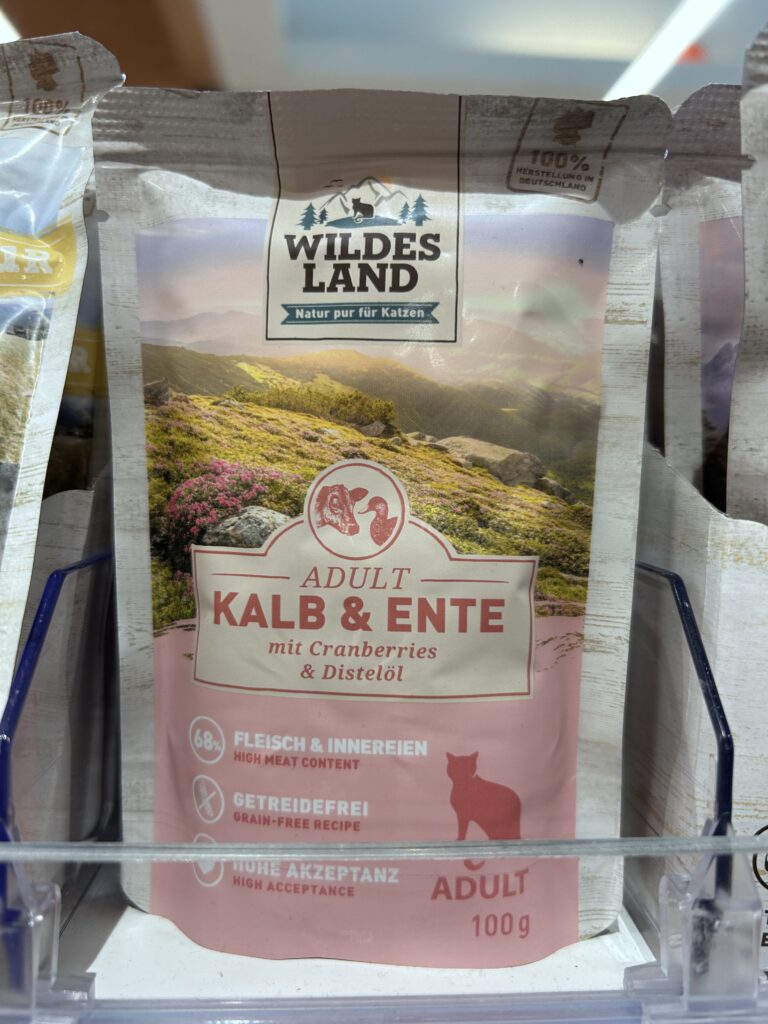 100%
HERSTELLUNG IN
DEUTSCHLAND
WILDES
LAND
Natur pur für Katzen
ADULT
KALB & ENTE
mit Cranberries
& Distelöl
68%
FLEISCH & INNEREIEN
HIGH MEAT CONTENT
GETREIDEFREI
GRAIN-FREE RECIPE
HOHE AKZEPTANZ
HIGH ACCEPTANCE
ADULT
100g
100%